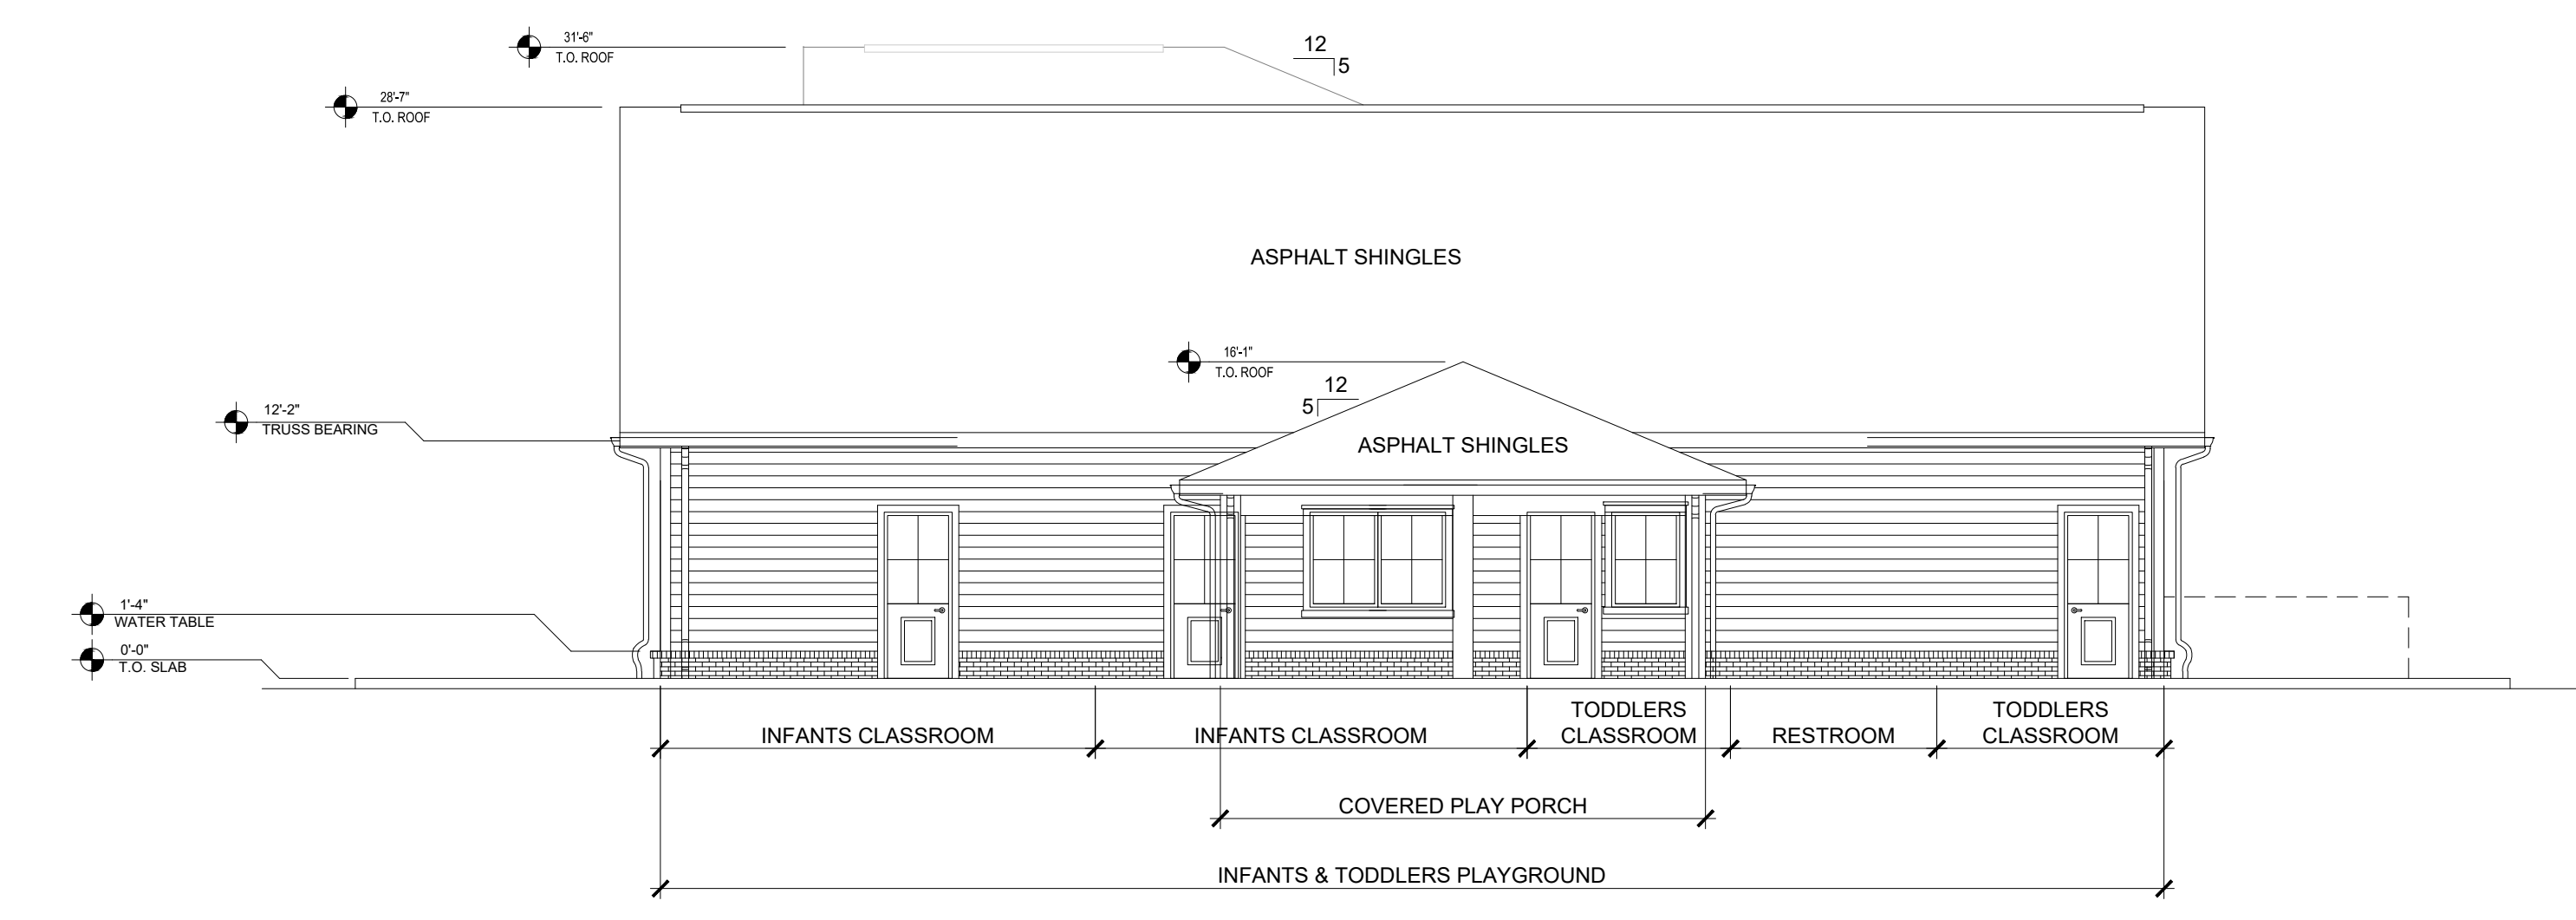 31'-6"
T.O. ROOF
12
5
28'-7"
T.O. ROOF
ASPHALT SHINGLES
16'-1"
T.O. ROOF
12
5
12'-2"
TRUSS BEARING
ASPHALT SHINGLES
1'-4"
WATER TABLE
0'-0"
T.O. SLAB
INFANTS CLASSROOM
INFANTS CLASSROOM
TODDLERS
CLASSROOM
RESTROOM
TODDLERS
CLASSROOM
COVERED PLAY PORCH
INFANTS & TODDLERS PLAYGROUND